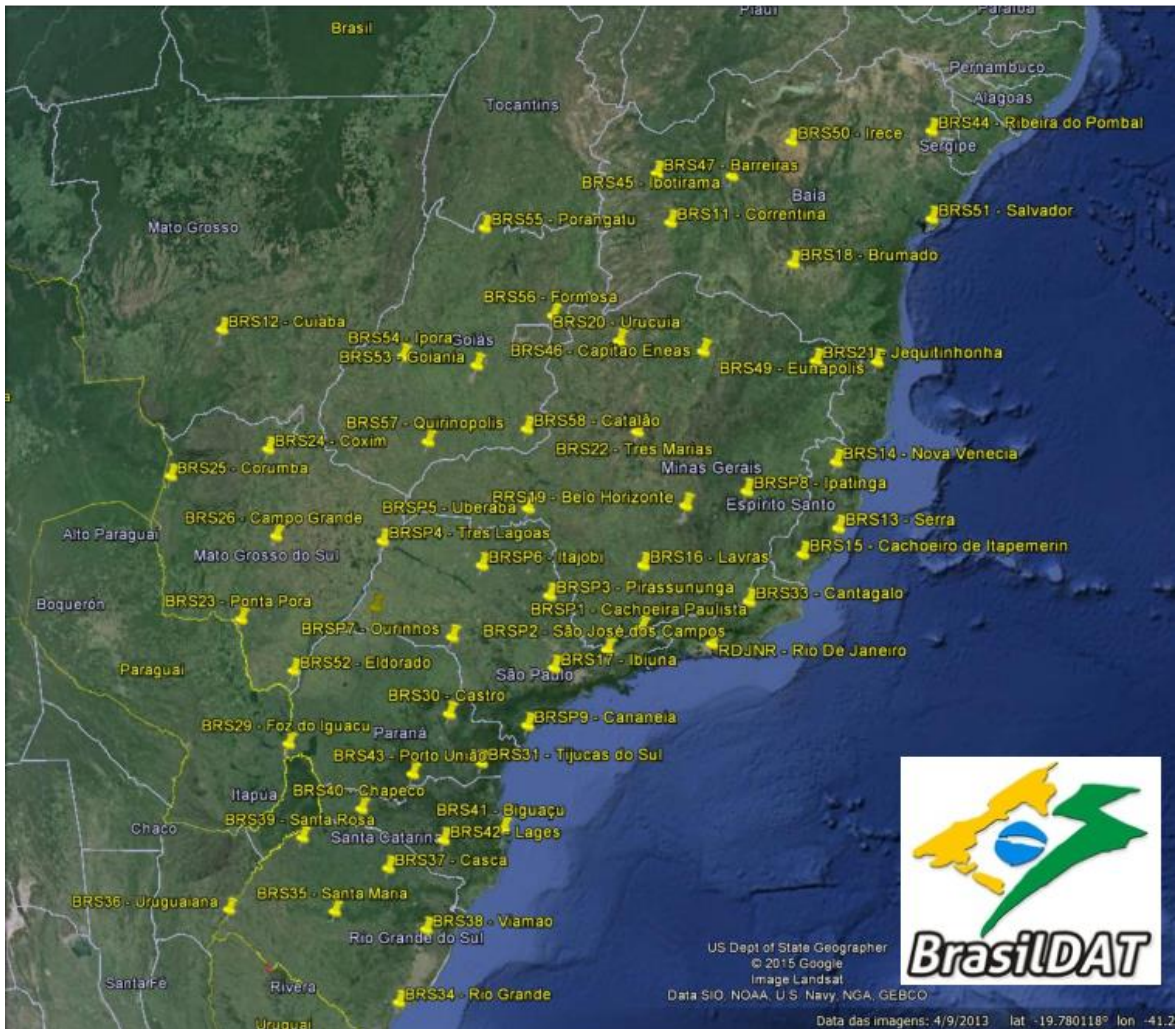 Piauí
Paraíba
Brasil
Pernambuco
Tocantins
Alagoas
BRS44 - Ribeira do Pombal
BRS50 - Irece
Sergipe
BRS47 - Barreiras
BRS45 - Ibotirama
Baía
BRS11 - Correntina
BRS51 - Salvador
BRS55 - Porangatu
Mato Grosso
BRS18 - Brumado
BRS56 - Formosa
BRS12 - Cuiaba
BRS20 - Urucuia
BRS54 - Ipora
Goiás
BRS46 - Capitao Eneas
BRS53 - Goiania
BRS21 - Jequitinhonha
BRS49 - Eunapolis
a
BRS57 - Quirinopolis
BRS58 - Catalão
BRS24 - Coxim
BRS22 - Tres Marias
BRS14 - Nova Venecia
BRS25 - Corumba
Minas Gerais
BRSP8 - Ipatinga
BRS19 - Belo Horizonte
BRSP5 - Uberaba
Espírito Santo
BRS26 - Campo Grande
BRS13 - Serra
Alto Paraguai
BRSP4 - Tres Lagoas
BRS15 - Cachoeiro de Itapemerin
Mato Grosso do Sul
BRSP6 - Itajobi
BRS16 - Lavras
BRSP3 - Pirassununga
BRS33 - Cantagalo
Boquerón
BRS23 - Ponta Pora
BRSP1 - Cachoeira Paulista
BRSP7 - Ourinhos
BRSP2 - São José dos Campos
RDJNR - Rio De Janeiro
Paraguai
BRS52 - Eldorado
BRS17 - Ibiuna
São Paulo
BRS30 - Castro
BRSP9 - Cananeia
BRS29 - Foz do Iguacu
Paraná
BRS43 - Porto União
BRS31 - Tijucas do Sul
Itapúa
BRS40 - Chapeco
BRS41 - Biguaçu
BRS39 - Santa Rosa
Chaco
Santa Catarina
BRS42 - Lages
BRS37 - Casca
BRS35 - Santa Maria
BRS36 - Uruguaiana
BRS38 - Viamao
Rio Grande do Sul
Santa Fé
Rivera
BRS34 - Rio Grande
Uruguai
US Dept of State Geographer
© 2015 Google
Image Landsat
Data SIO, NOAA, U.S. Navy, NGA, GEBCO
BrasilDAT
Data das imagens: 4/9/2013 lat -19.780118° lon -41.2